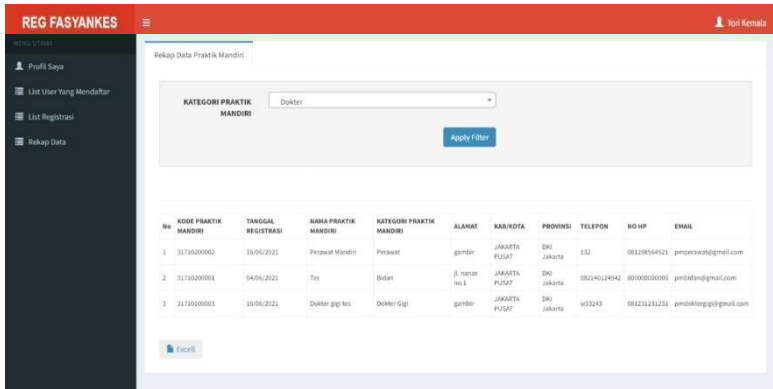 REG FASYANKES
Yori Kemala
MENU UTAMA
Profil Saya
List User Yang Mendaftar
List Registrasi
Rekap Data
Rekap Data Praktik Mandiri
KATEGORI PRAKTIK
MANDIRI
Dokter
Apply Filter
No KODE PRAKTIK MANDIRI TANGGAL REGISTRASI NAMA PRAKTIK MANDIRI KATEGORI PRAKTIK MANDIRI ALAMAT KAB/KOTA PROVINSI TELEPON NO HP EMAIL
1 31710200002 16/06/2021 Perawat Mandiri Perawat gambir JAKARTA PUSAT DKI Jakarta 132 081298564521 pmperawat@gmail.com
2 31710200001 04/06/2021 Tes Bidan jl. nanas no.1 JAKARTA PUSAT DKI Jakarta 082140124942 000000000000 pmbidan@gmail.com
3 31710100003 16/06/2021 Dokter gigi tes Dokter Gigi gambir JAKARTA PUSAT DKI Jakarta w33243 081231231231 pmdoktergigi@gmail.com
Excell